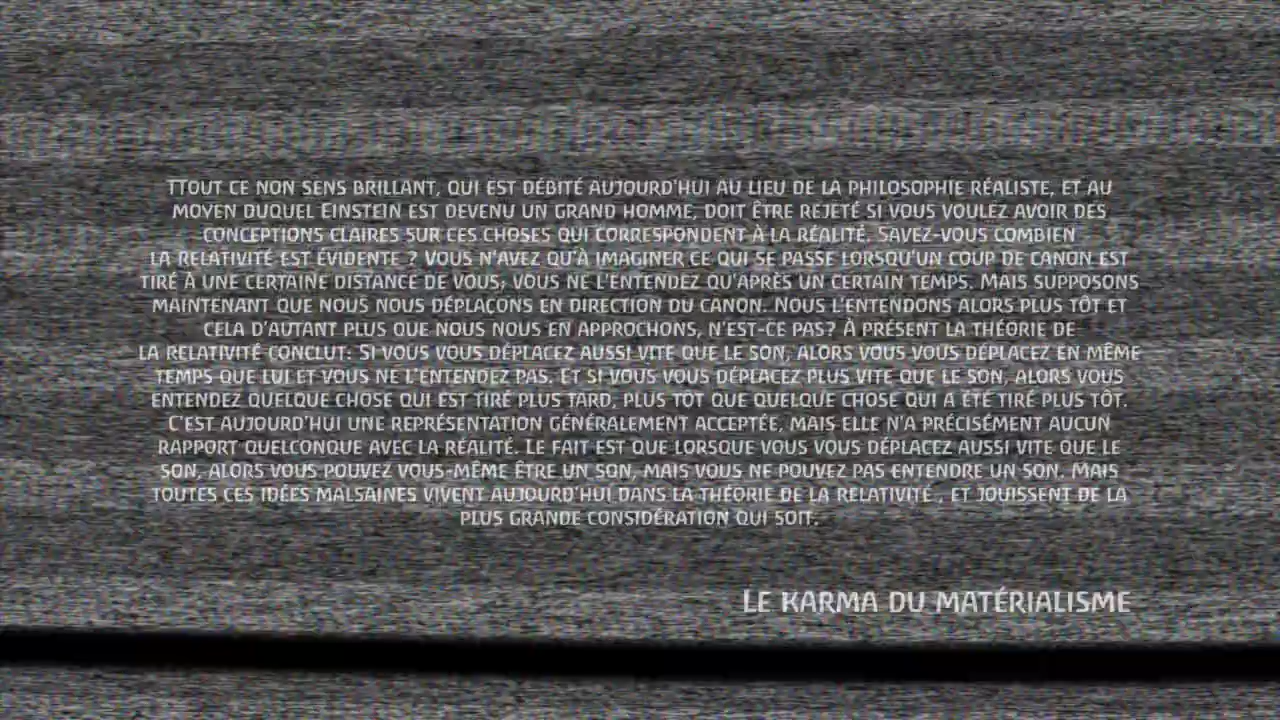 TTOUT CE NON SENS BRILLANT, QUI EST DÉBITÉ AUJOURD'HUI AU LIEU DE LA PHILOSOPHIE RÉALISTE, ET AU
MOYEN DUQUEL EINSTEIN EST DEVENU UN GRAND HOMME, DOIT ÊTRE REJETÉ SI VOUS VOULEZ AVOIR DES
CONCEPTIONS CLAIRES SUR CES CHOSES QUI CORRESPONDENT À LA RÉALITÉ. SAVEZ-VOUS COMBIEN
LA RELATIVITÉ EST ÉVIDENTE ? VOUS N'AVEZ QU'À IMAGINER CE QUI SE PASSE LORSQU'UN COUP DE CANON EST
TIRÉ À UNE CERTAINE DISTANCE DE VOUS; VOUS NE L'ENTENDEZ QU'APRÈS UN CERTAIN TEMPS. MAIS SUPPOSONS
MAINTENANT QUE NOUS NOUS DÉPLAÇONS EN DIRECTION DU CANON. NOUS L'ENTENDONS ALORS PLUS TÔT ET
CELA D'AUTANT PLUS QUE NOUS NOUS EN APPROCHONS, N'EST-CE PAS? À PRÉSENT LA THÉORIE DE
LA RELATIVITÉ CONCLUT: SI VOUS VOUS DÉPLACEZ AUSSI VITE QUE LE SON, ALORS VOUS VOUS DÉPLACEZ EN MÊME
TEMPS QUE LUI ET VOUS NE L'ENTENDEZ PAS. ET SI VOUS VOUS DÉPLACEZ PLUS VITE QUE LE SON, ALORS VOUS
ENTENDEZ QUELQUE CHOSE QUI EST TIRÉ PLUS TARD, PLUS TÔT QUE QUELQUE CHOSE QUI A ÉTÉ TIRÉ PLUS TÔT.
C'EST AUJOURD'HUI UNE REPRÉSENTATION GÉNÉRALEMENT ACCEPTÉE, MAIS ELLE N'A PRÉCISÉMENT AUCUN
RAPPORT QUELCONQUE AVEC LA RÉALITÉ. LE FAIT EST QUE LORSQUE VOUS VOUS DÉPLACEZ AUSSI VITE QUE LE
SON, ALORS VOUS POUVEZ VOUS-MÊME ÊTRE UN SON, MAIS VOUS NE POUVEZ PAS ENTENDRE UN SON. MAIS
TOUTES CES IDÉES MALSAINES VIVENT AUJOURD'HUI DANS LA THÉORIE DE LA RELATIVITÉ , ET JOUISSENT DE LA
PLUS GRANDE CONSIDÉRATION QUI SOIT.
LE KARMA DU MATÉRIALISME